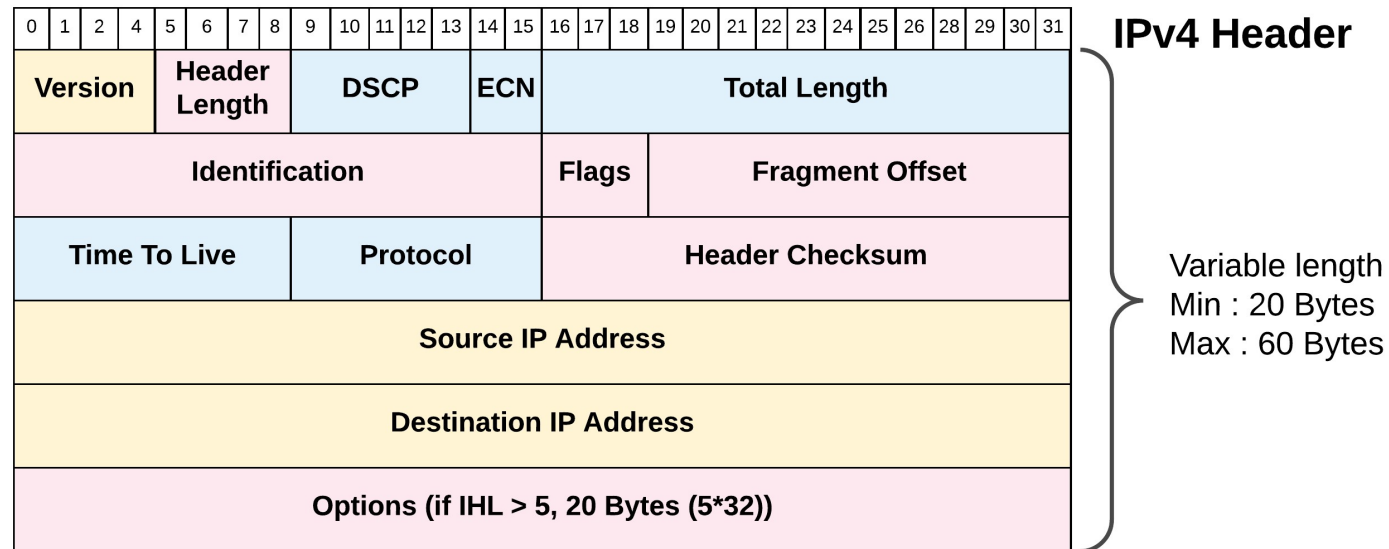 0 1 2 4 5 6 7 8 9 10 11 12 13 14 15 16 17 18 19 20 21 22 23 24 25 26 28 29 30 31
IPv4 Header
Version
Header
Length
DSCP
ECN
Total Length
Identification
Flags
Fragment Offset
Time To Live
Protocol
Header Checksum
Source IP Address
Destination IP Address
Options (if IHL > 5, 20 Bytes (5*32))
Variable length
Min : 20 Bytes
Max : 60 Bytes